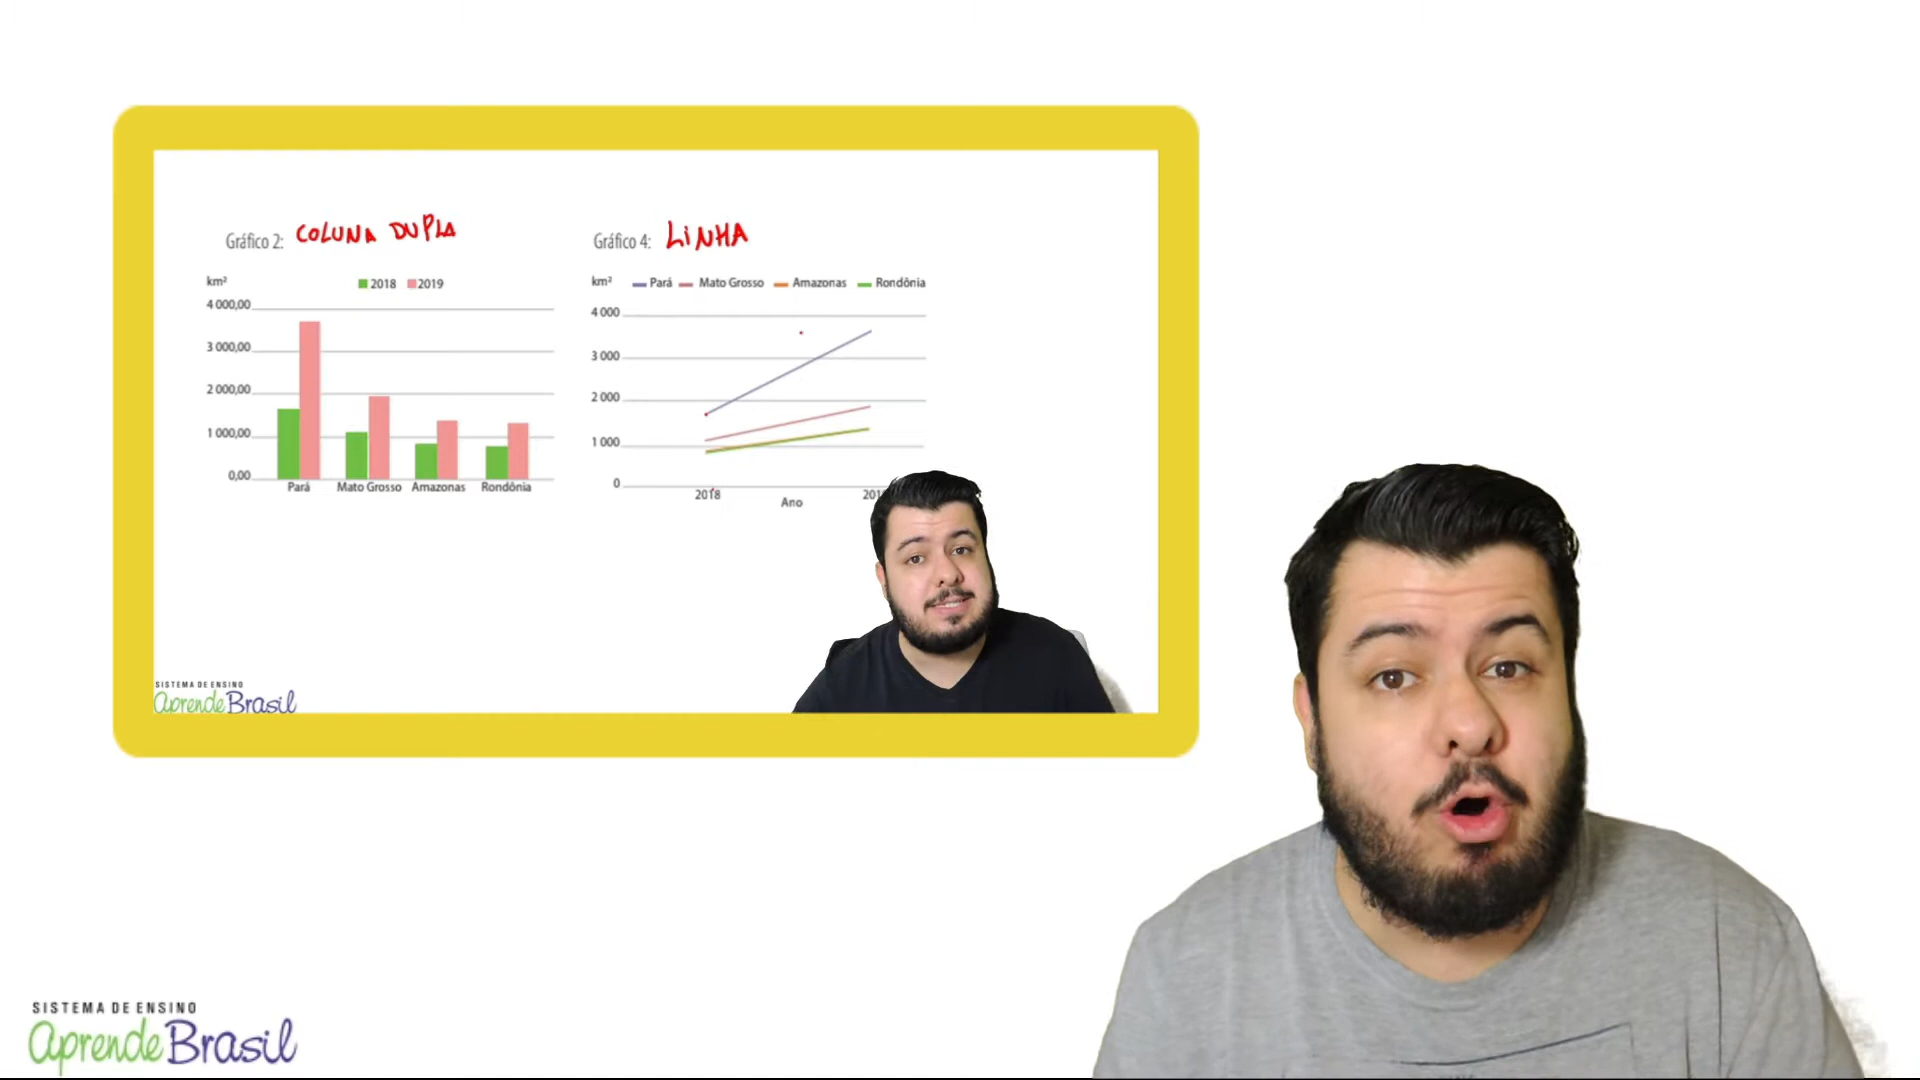 Gráfico 2: COLUNA DUPLA
km² 2018 2019
4 000,00
3 000,00
2 000,00
1 000,00
0,00
Pará Mato Grosso Amazonas Rondônia
Gráfico 4: LINHA
km² Pará Mato Grosso Amazonas Rondônia
4 000
3 000
2 000
1 000
0
2018 201
Ano
SISTEMA DE ENSINO
aprendeBrasil
SISTEMA DE ENSINO
aprendeBrasil